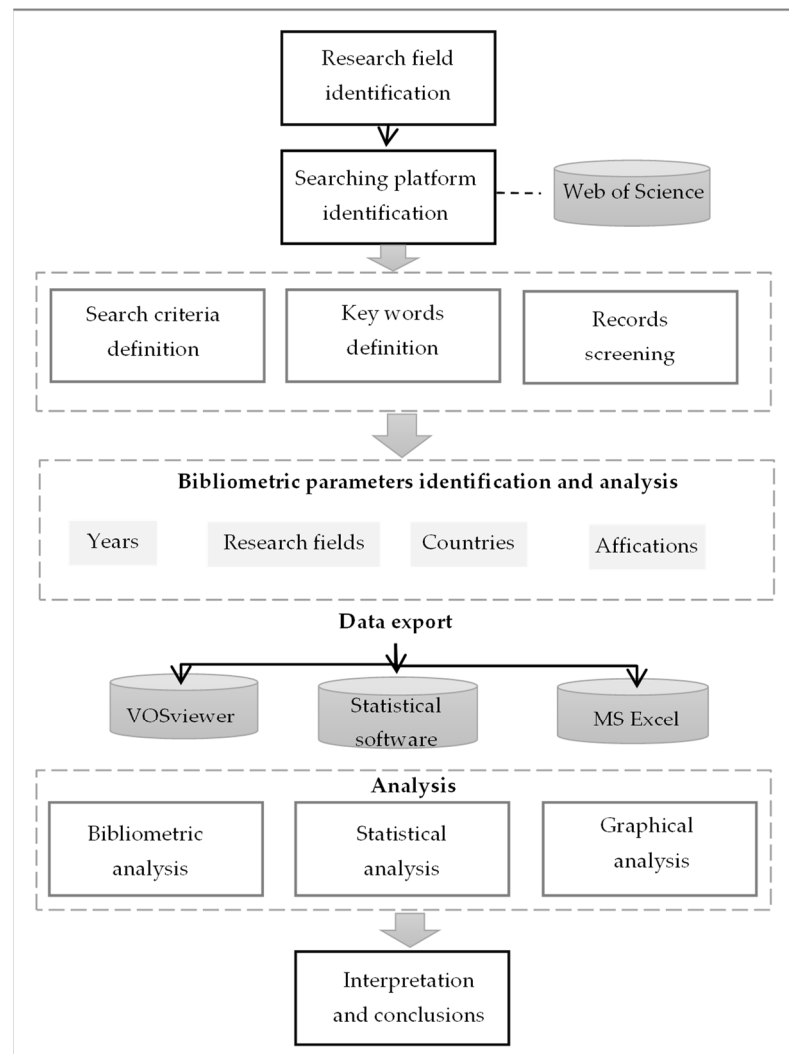 Research field
identification
Searching platform
identification
Web of Science
Search criteria
definition
Key words
definition
Records
screening
Bibliometric parameters identification and analysis
Years
Research fields
Countries
Affications
Data export
VOSviewer
Statistical
software
MS Excel
Analysis
Bibliometric
analysis
Statistical
analysis
Graphical
analysis
Interpretation
and conclusions